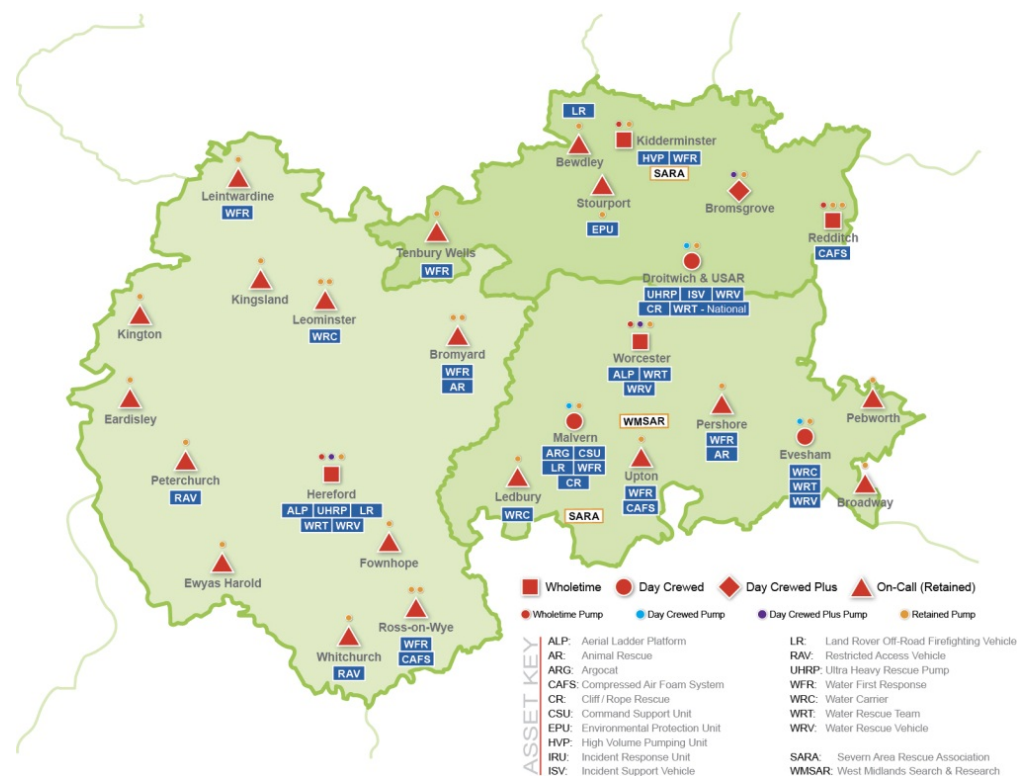 LR
Kidderminster
Bewdley
HVP WFR
SARA
Leintwardine
WFR
Stourport
EPU
Bromsgrove
Redditch
CAFS
Tenbury Wells
WFR
Droitwich & USAR
UHRP ISV WRV
CR WRT - National
Kingsland
Leominster
WRC
Kington
Bromyard
WFR
AR
Worcester
ALP WRT
WRV
Eardisley
Pebworth
WMSAR
Pershore
WFR
AR
Malvern
ARG CSU
LR WFR
CR
Evesham
WRC
WRT
WRV
Peterchurch
RAV
Hereford
ALP UHRP LR
WRT WRV
Ledbury
WRC
Upton
WFR
CAFS
Broadway
SARA
Fownhope
Ewyas Harold
Ross-on-Wye
WFR
CAFS
Whitchurch
RAV
Wholetime Day Crewed Day Crewed Plus On-Call (Retained)
Wholetime Pump Day Crewed Pump Day Crewed Plus Pump Retained Pump
ASSET KEY
ALP: Aerial Ladder Platform
AR: Animal Rescue
ARG: Argocat
CAFS: Compressed Air Foam System
CR: Cliff / Rope Rescue
CSU: Command Support Unit
EPU: Environmental Protection Unit
HVP: High Volume Pumping Unit
IRU: Incident Response Unit
ISV: Incident Support Vehicle
LR: Land Rover Off-Road Firefighting Vehicle
RAV: Restricted Access Vehicle
UHRP: Ultra Heavy Rescue Pump
WFR: Water First Response
WRC: Water Carrier
WRT: Water Rescue Team
WRV: Water Rescue Vehicle
SARA: Severn Area Rescue Association
WMSAR: West Midlands Search & Research